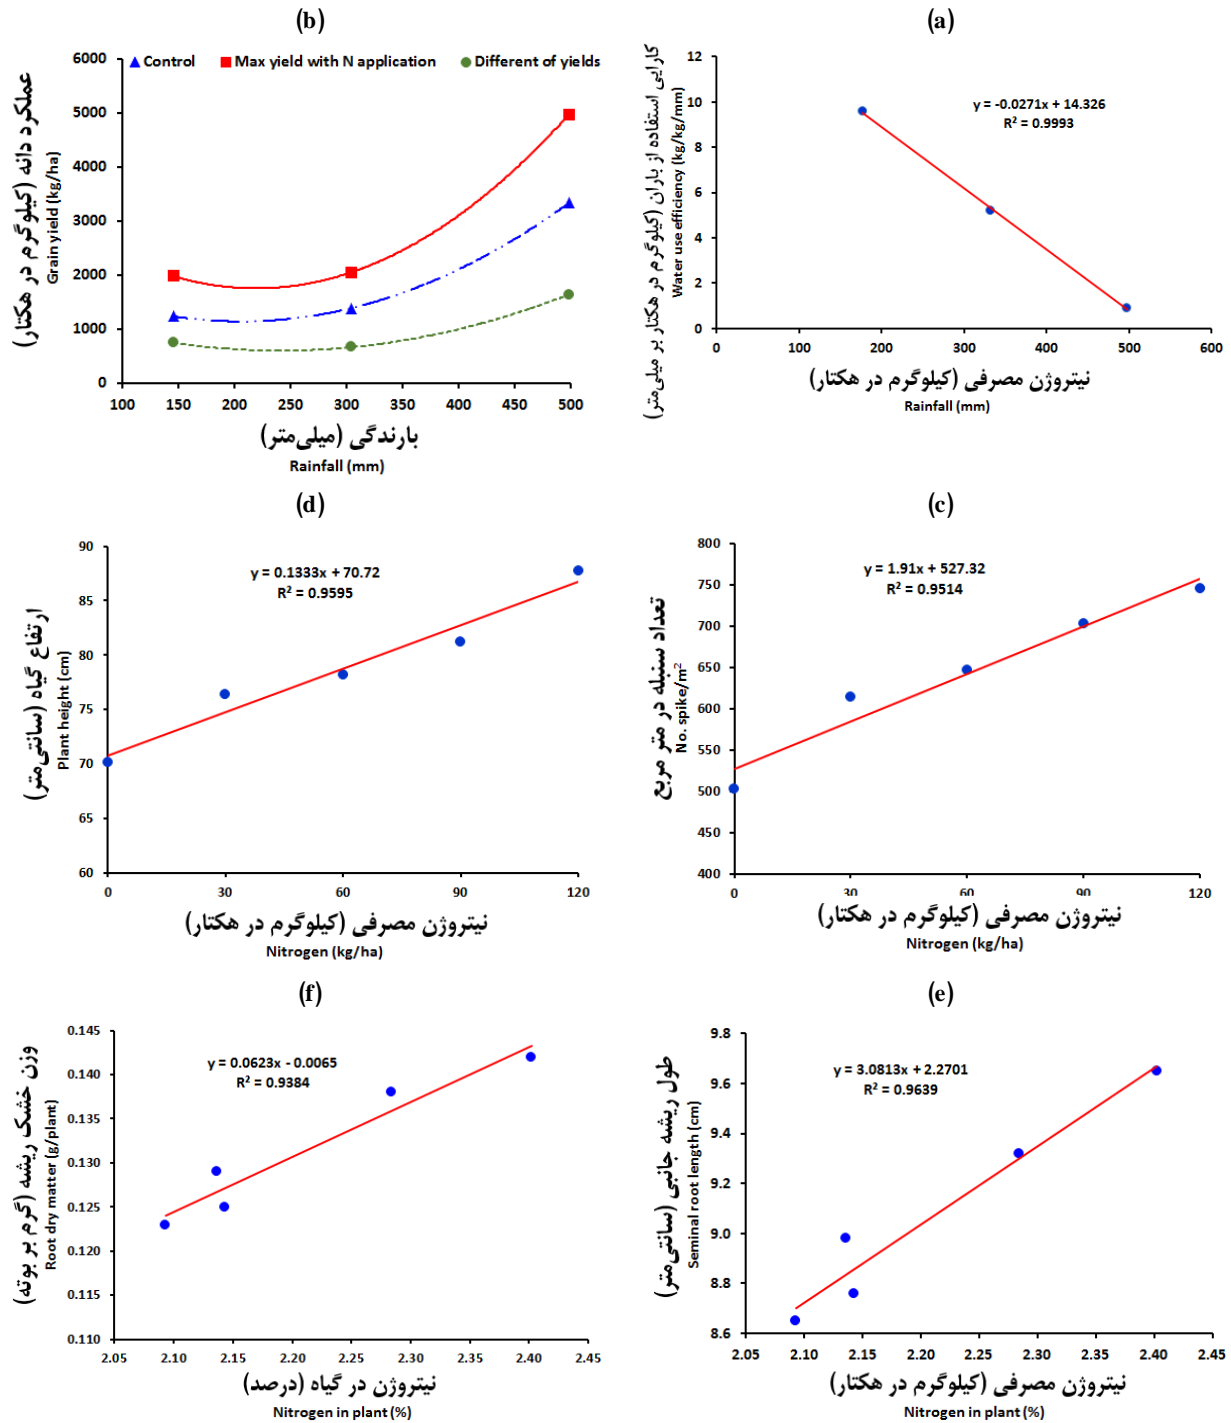 (b)
عملکرد دانه (کیلوگرم در هکتار)
Grain yield (kg/ha)
6000
5000
4000
3000
2000
1000
0
Control
Max yield with N application
Different of yields
100 150 200 250 300 350 400 450 500
بارندگی (میلی‌متر)
Rainfall (mm)
(a)
کارایی استفاده از باران (کیلوگرم در هکتار بر میلی‌متر)
Water use efficiency (kg/kg/mm)
12
10
8
6
4
2
0
y = -0.0271x + 14.326
R² = 0.9993
0 100 200 300 400 500 600
نیتروژن مصرفی (کیلوگرم در هکتار)
Rainfall (mm)
(d)
ارتفاع گیاه (سانتی‌متر)
Plant height (cm)
90
85
80
75
70
65
60
y = 0.1333x + 70.72
R² = 0.9595
0 30 60 90 120
نیتروژن مصرفی (کیلوگرم در هکتار)
Nitrogen (kg/ha)
(c)
تعداد سنبله در متر مربع
No. spike/m²
800
750
700
650
600
550
500
450
400
y = 1.91x + 527.32
R² = 0.9514
0 30 60 90 120
نیتروژن مصرفی (کیلوگرم در هکتار)
Nitrogen (kg/ha)
(f)
وزن خشک ریشه (گرم بر بوته)
Root dry matter (g/plant)
0.145
0.140
0.135
0.130
0.125
0.120
0.115
0.110
y = 0.0623x - 0.0065
R² = 0.9384
2.05 2.10 2.15 2.20 2.25 2.30 2.35 2.40 2.45
نیتروژن در گیاه (درصد)
Nitrogen in plant (%)
(e)
طول ریشه جانبی (سانتی‌متر)
Seminal root length (cm)
9.8
9.6
9.4
9.2
9.0
8.8
8.6
y = 3.0813x + 2.2701
R² = 0.9639
2.05 2.10 2.15 2.20 2.25 2.30 2.35 2.40 2.45
نیتروژن مصرفی (کیلوگرم در هکتار)
Nitrogen in plant (%)